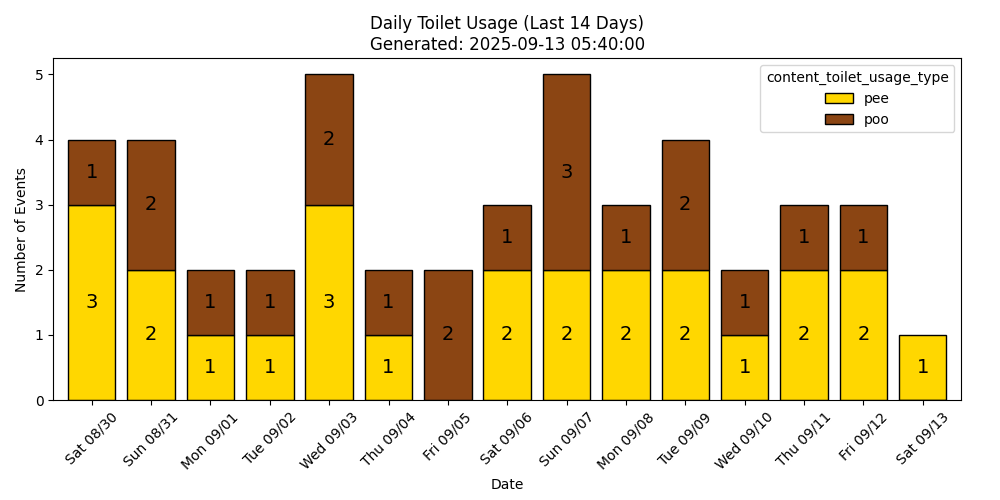 Daily Toilet Usage (Last 14 Days)
Generated: 2025-09-13 05:40:00
content_toilet_usage_type
pee
poo
Number of Events
5
4
3
2
1
0
1 2 1 1 2 1 2 1 3 1 2 1 1 1
3 2 1 1 3 1 2 2 2 2 1 2 2 1
Sat 08/30 Sun 08/31 Mon 09/01 Tue 09/02 Wed 09/03 Thu 09/04 Fri 09/05 Sat 09/06 Sun 09/07 Mon 09/08 Tue 09/09 Wed 09/10 Thu 09/11 Fri 09/12 Sat 09/13
Date